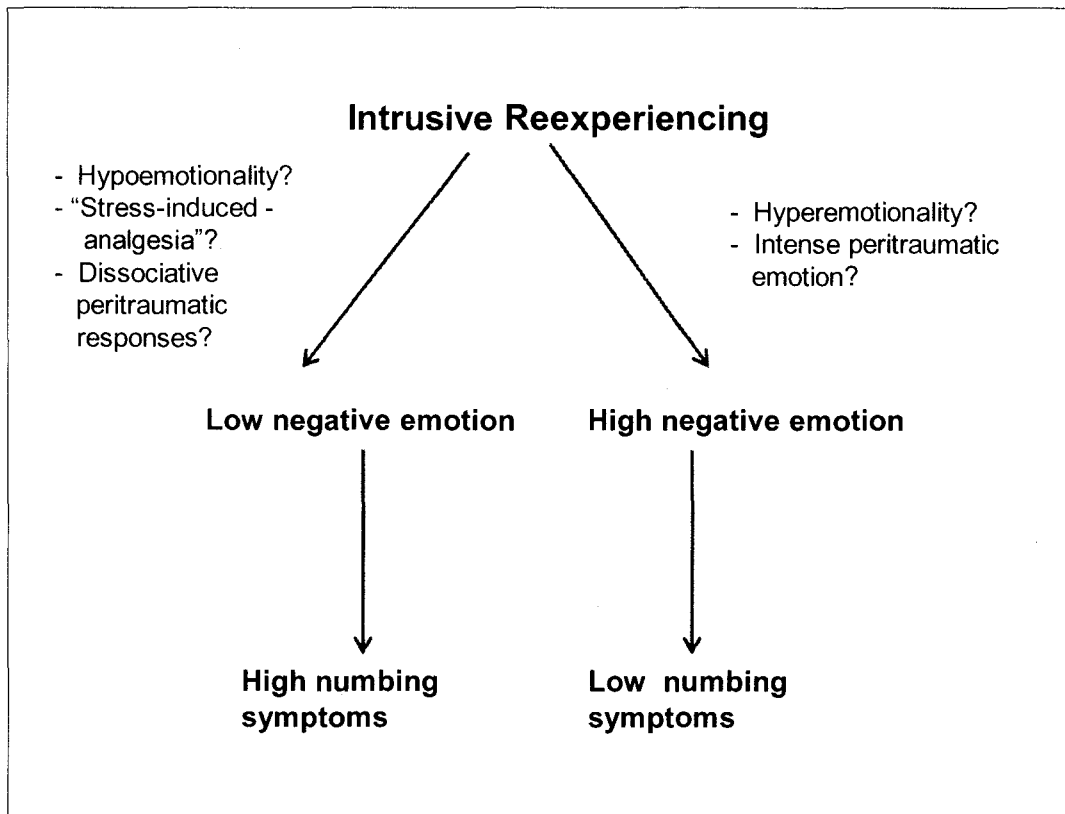 Intrusive Reexperiencing
- Hypoemotionality?
- "Stress-induced -
analgesia"?
- Dissociative
peritraumatic
responses?
- Hyperemotionality?
- Intense peritraumatic
emotion?
Low negative emotion
High negative emotion
High numbing
symptoms
Low numbing
symptoms